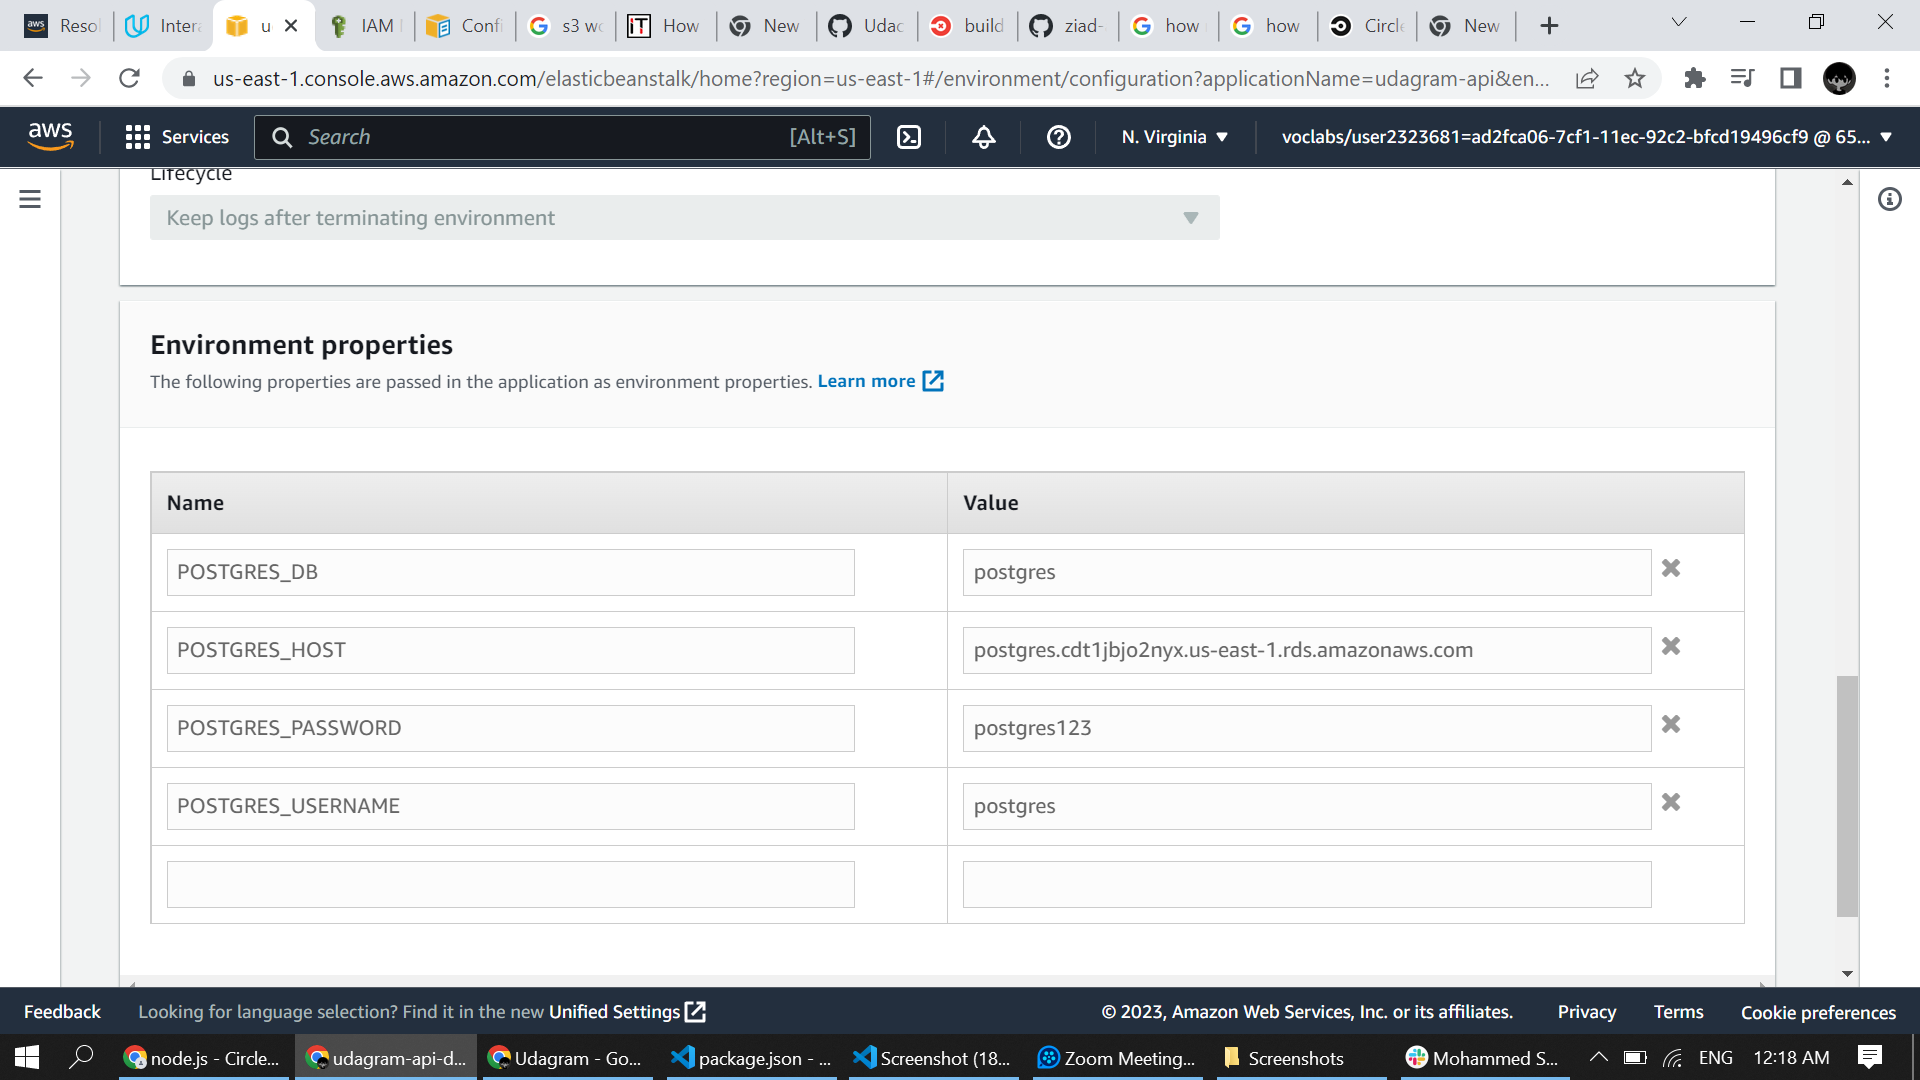 Resol
Intera
u
IAM
Confi
s3 wo
How
New
Udac
build
ziad-
how
how
Circle
New
us-east-1.console.aws.amazon.com/elasticbeanstalk/home?region=us-east-1#/environment/configuration?applicationName=udagram-api&en...
aws
Services
Search
[Alt+S]
N. Virginia
voclabs/user2323681=ad2fca06-7cf1-11ec-92c2-bfcd19496cf9 @ 65...
Lifecycle
Keep logs after terminating environment
Environment properties
The following properties are passed in the application as environment properties. Learn more
Name Value
POSTGRES_DB postgres
POSTGRES_HOST postgres.cdt1jbjo2nyx.us-east-1.rds.amazonaws.com
POSTGRES_PASSWORD postgres123
POSTGRES_USERNAME postgres
Feedback
Looking for language selection? Find it in the new Unified Settings
© 2023, Amazon Web Services, Inc. or its affiliates.
Privacy
Terms
Cookie preferences
node.js - Circle...
udagram-api-d...
Udagram - Go...
package.json - ...
Screenshot (18...
Zoom Meeting...
Screenshots
Mohammed S...
ENG
12:18 AM